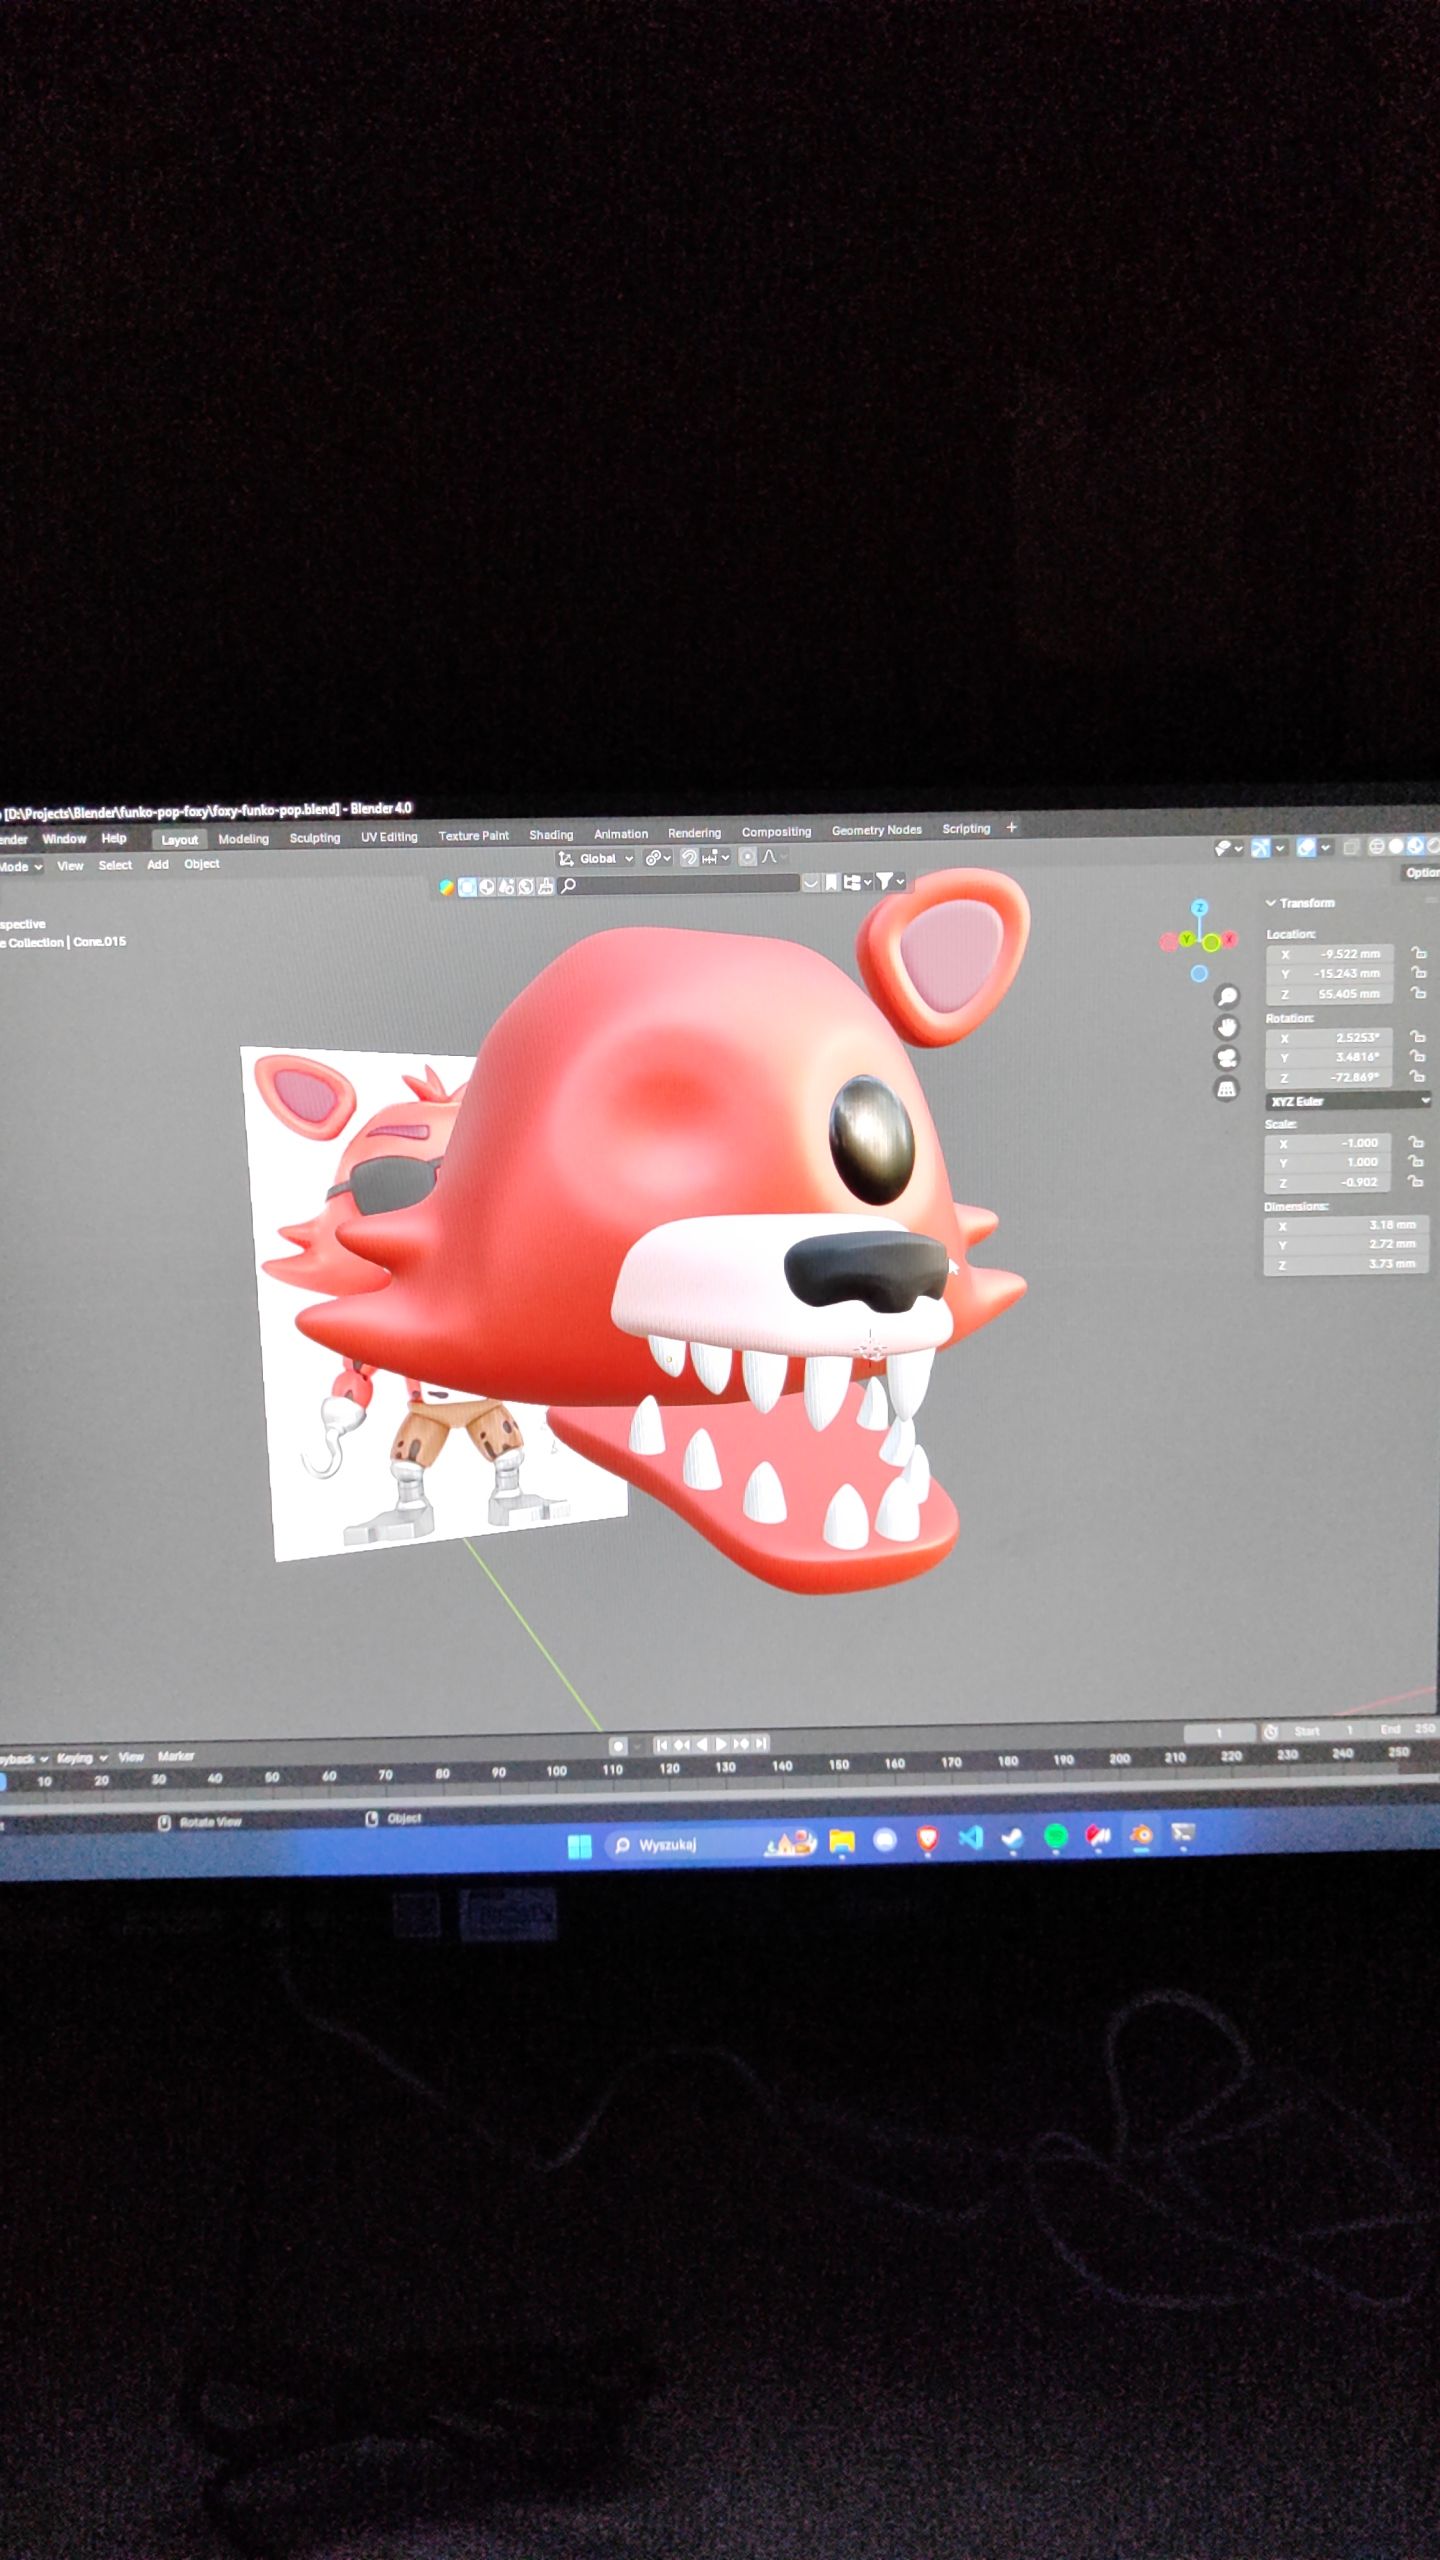 [D:\Projects\Blender\funko-pop-foxy\foxy-funko-pop.blend] - Blender 4.0
ender Window Help Layout Modeling Sculpting UV Editing Texture Paint Shading Animation Rendering Compositing Geometry Nodes Scripting +
Mode View Select Add Object Global
Option
spective
e Collection | Cone.015
Z
Y
X
Transform
Location:
X -9.522 mm
Y -15.243 mm
Z 55.405 mm
Rotation:
X 2.5253°
Y 3.4816°
Z -72.869°
XYZ Euler
Scale:
X -1.000
Y 1.000
Z -0.902
Dimensions:
X 3.18 mm
Y 2.72 mm
Z 3.73 mm
yback Keying View Marker 1 Start 1 End 250
10 20 30 40 50 60 70 80 90 100 110 120 130 140 150 160 170 180 190 200 210 220 230 240 250
t Rotate View Object
Wyszukaj